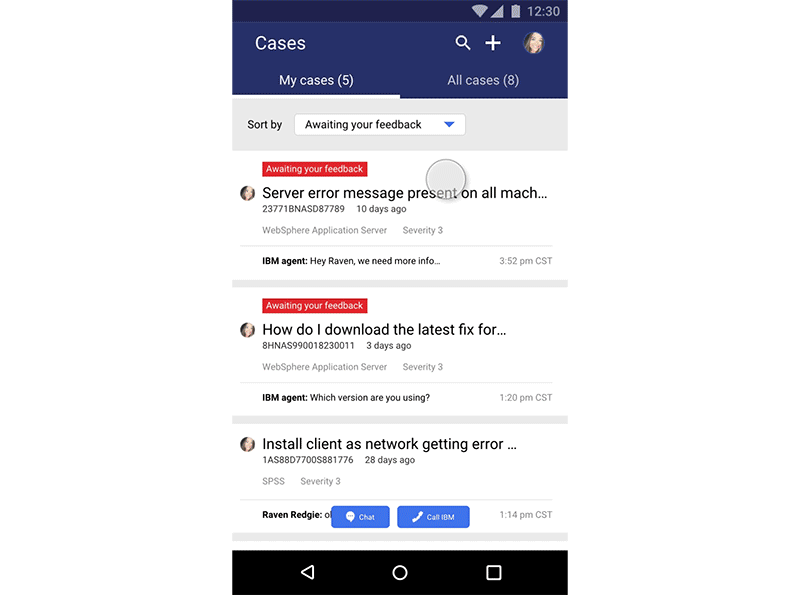 12:30
Cases
My cases (5) All cases (8)
Sort by Awaiting your feedback
Awaiting your feedback
Server error message present on all mach...
23771BNASD87789 10 days ago
WebSphere Application Server Severity 3
IBM agent: Hey Raven, we need more info... 3:52 pm CST
Awaiting your feedback
How do I download the latest fix for...
8HNAS990018230011 3 days ago
WebSphere Application Server Severity 3
IBM agent: Which version are you using? 1:20 pm CST
Install client as network getting error ...
1AS88D7700S881776 28 days ago
SPSS Severity 3
Raven Redgie: Chat Call IBM 1:14 pm CST